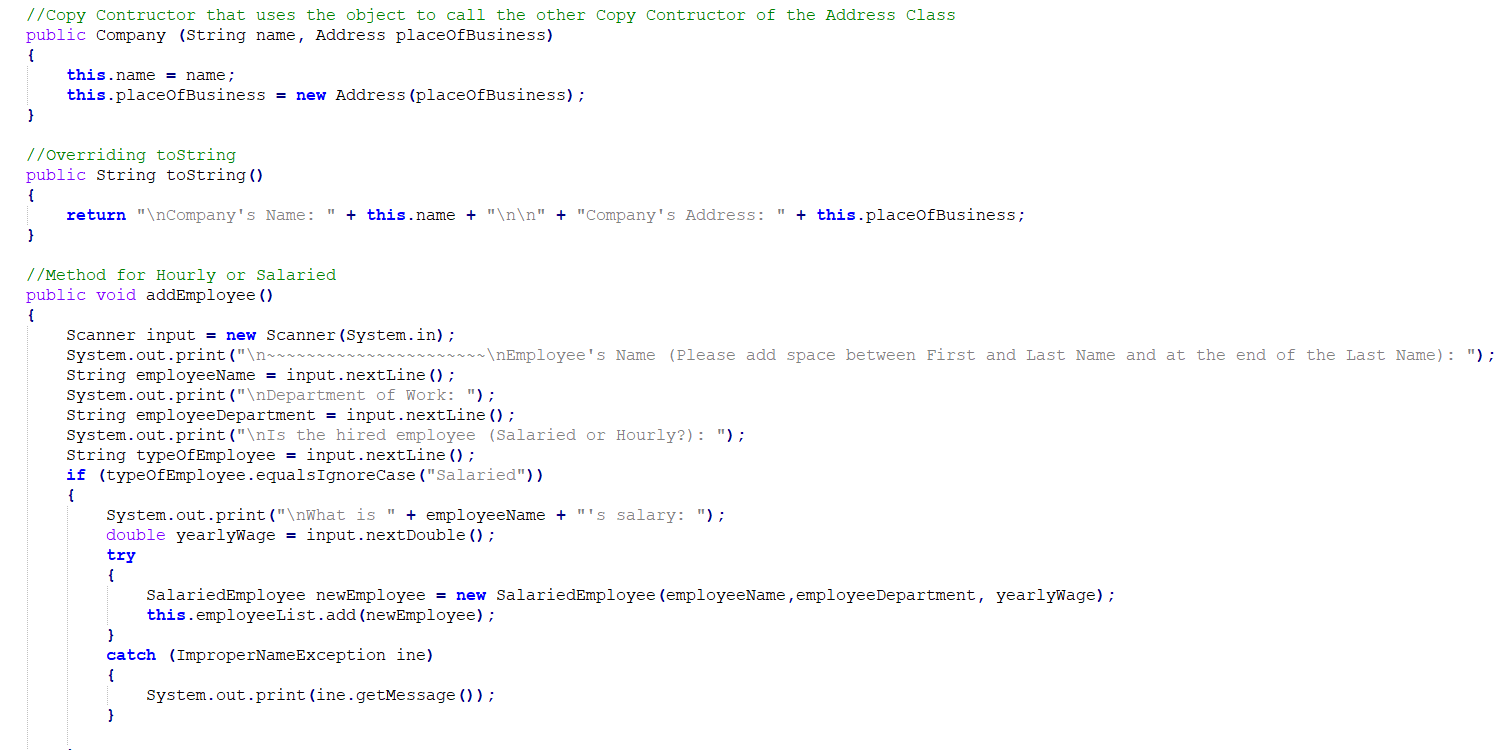 //Copy Contructor that uses the object to call the other Copy Contructor of the Address Class
public Company (String name, Address placeOfBusiness)
{
this.name = name;
this.placeOfBusiness = new Address(placeOfBusiness);
}
//Overriding toString
public String toString()
{
return "\nCompany's Name: " + this.name + "\n\n" + "Company's Address: " + this.placeOfBusiness;
}
//Method for Hourly or Salaried
public void addEmployee()
{
Scanner input = new Scanner(System.in);
System.out.print("\n~~~~~~~~~~~~~~~~~~~~~~\nEmployee's Name (Please add space between First and Last Name and at the end of the Last Name): ");
String employeeName = input.nextLine();
System.out.print("\nDepartment of Work: ");
String employeeDepartment = input.nextLine();
System.out.print("\nIs the hired employee (Salaried or Hourly?): ");
String typeOfEmployee = input.nextLine();
if (typeOfEmployee.equalsIgnoreCase("Salaried"))
{
System.out.print("\nWhat is " + employeeName + "'s salary: ");
double yearlyWage = input.nextDouble();
try
{
SalariedEmployee newEmployee = new SalariedEmployee(employeeName,employeeDepartment, yearlyWage);
this.employeeList.add(newEmployee);
}
catch (ImproperNameException ine)
{
System.out.print(ine.getMessage());
}